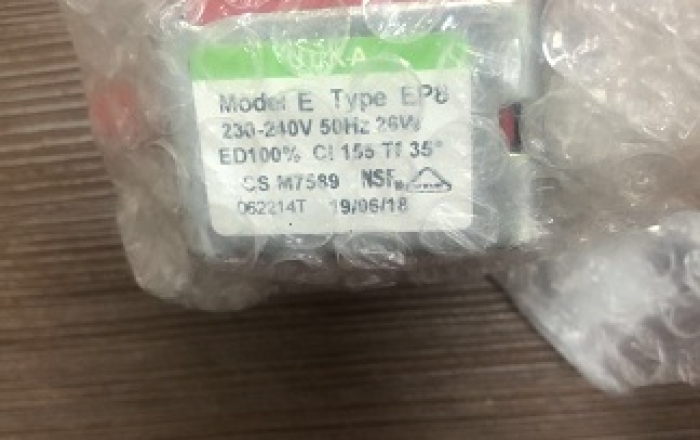 Model E Type EP8
230-240V 50Hz 26W
ED100% Cl 155 Tf 35°
CS M7589 NSF
062214T 19/06/18